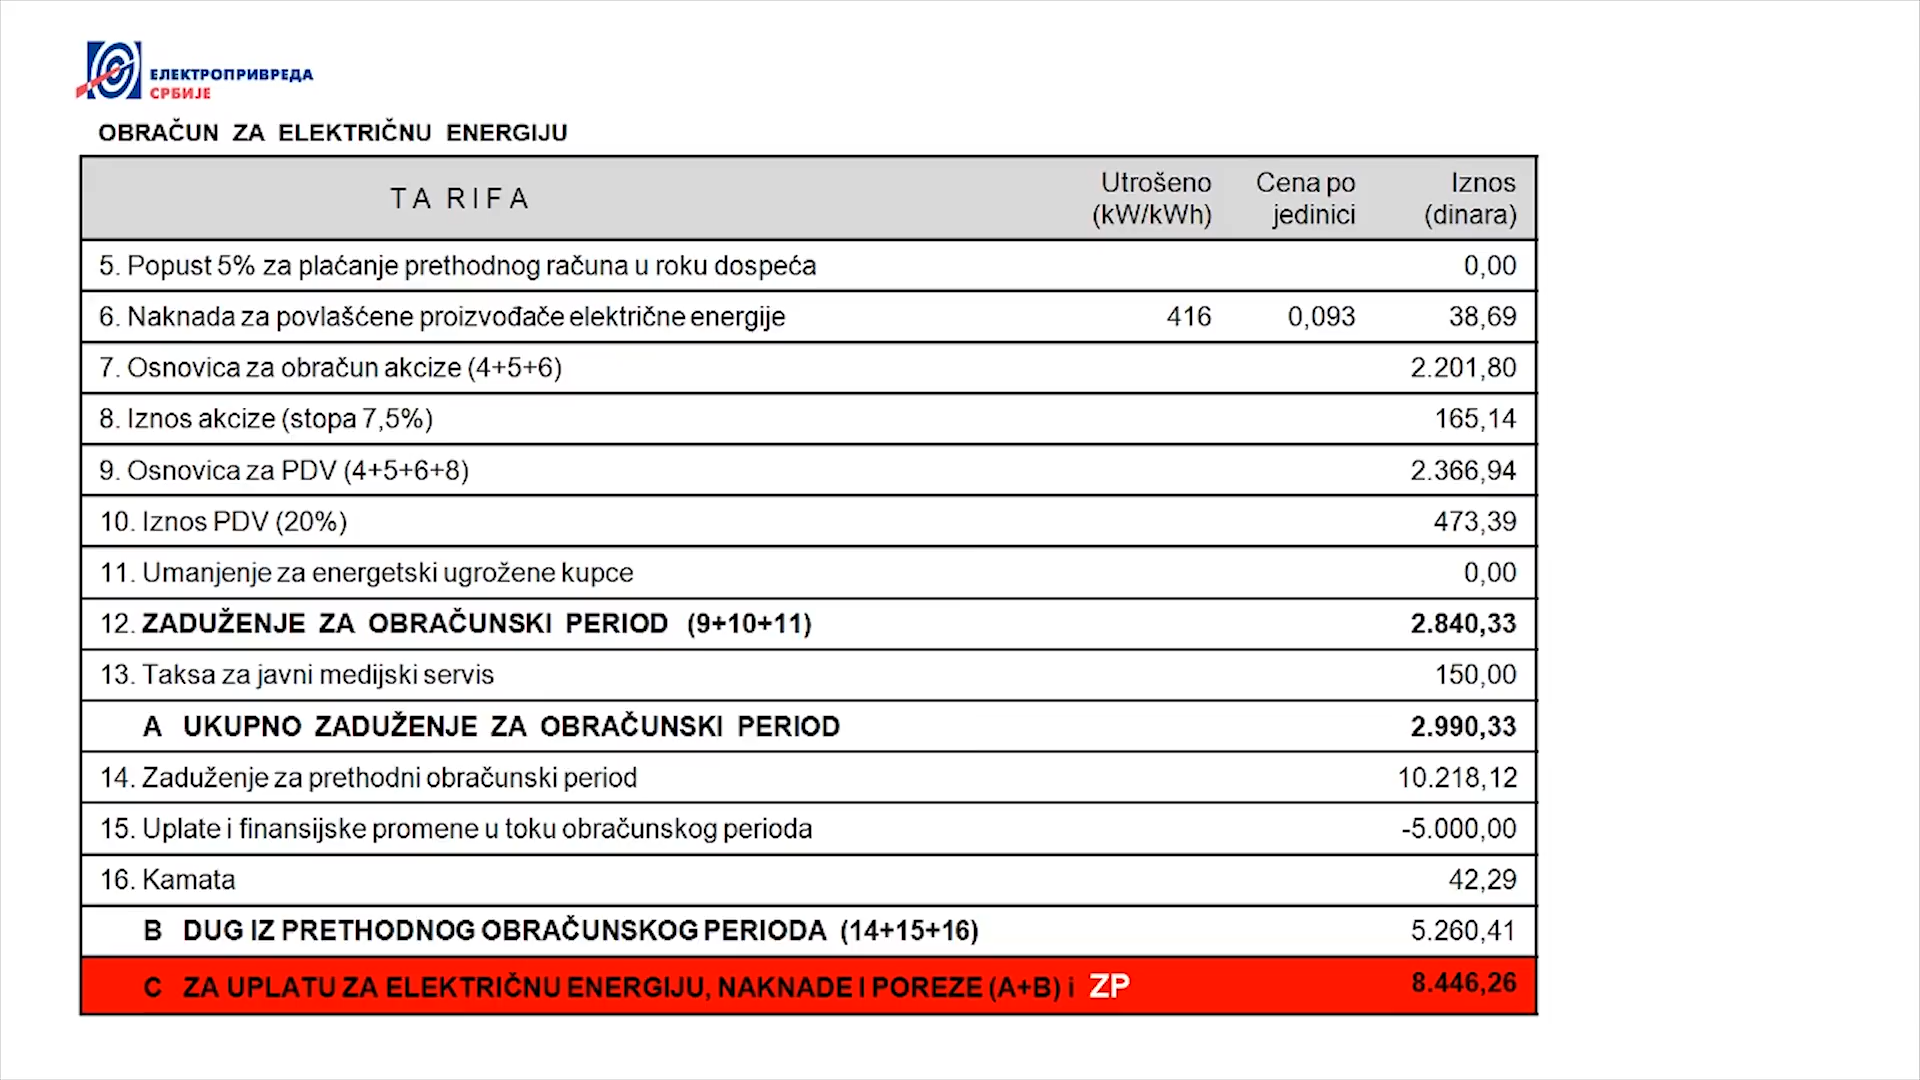 ЕЛЕКТРОПРИВРЕДА
СРБИЈЕ
OBRAČUN ZA ELEKTRIČNU ENERGIJU
TARIFA Utrošeno (kW/kWh) Cena po jedinici Iznos (dinara)
5. Popust 5% za plaćanje prethodnog računa u roku dospeća 0,00
6. Naknada za povlašćene proizvođače električne energije 416 0,093 38,69
7. Osnovica za obračun akcize (4+5+6) 2.201,80
8. Iznos akcize (stopa 7,5%) 165,14
9. Osnovica za PDV (4+5+6+8) 2.366,94
10. Iznos PDV (20%) 473,39
11. Umanjenje za energetski ugrožene kupce 0,00
12. ZADUŽENJE ZA OBRAČUNSKI PERIOD (9+10+11) 2.840,33
13. Taksa za javni medijski servis 150,00
A UKUPNO ZADUŽENJE ZA OBRAČUNSKI PERIOD 2.990,33
14. Zaduženje za prethodni obračunski period 10.218,12
15. Uplate i finansijske promene u toku obračunskog perioda -5.000,00
16. Kamata 42,29
B DUG IZ PRETHODNOG OBRAČUNSKOG PERIODA (14+15+16) 5.260,41
C ZA UPLATU ZA ELEKTRIČNU ENERGIJU, NAKNADE I POREZE (A+B) i ZP 8.446,26